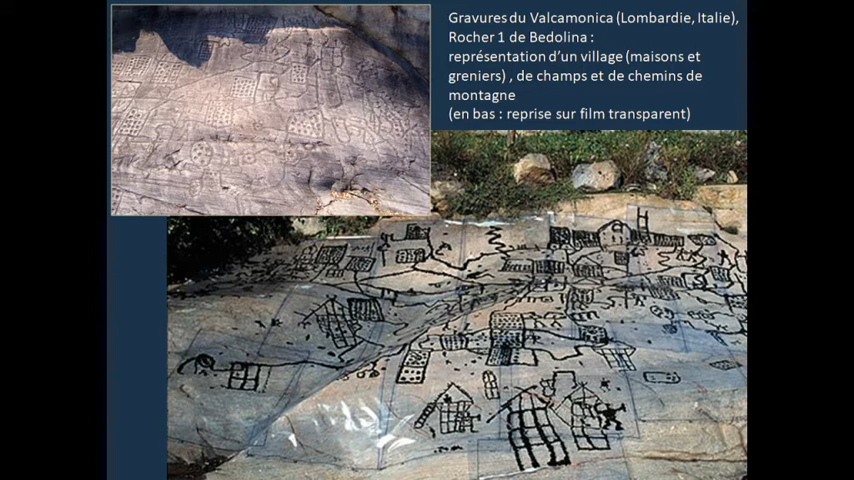 Gravures du Valcamonica (Lombardie, Italie),
Rocher 1 de Bedolina :
représentation d'un village (maisons et
greniers) , de champs et de chemins de
montagne
(en bas : reprise sur film transparent)